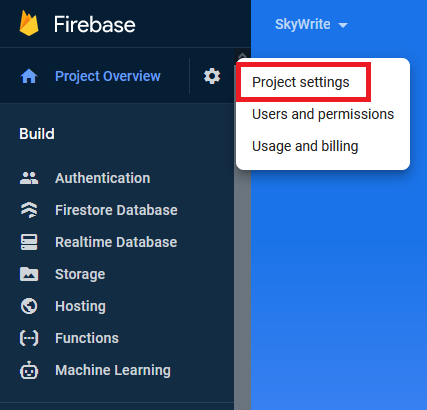 Firebase
SkyWrite
Project Overview
Project settings
Users and permissions
Usage and billing
Build
Authentication
Firestore Database
Realtime Database
Storage
Hosting
Functions
Machine Learning